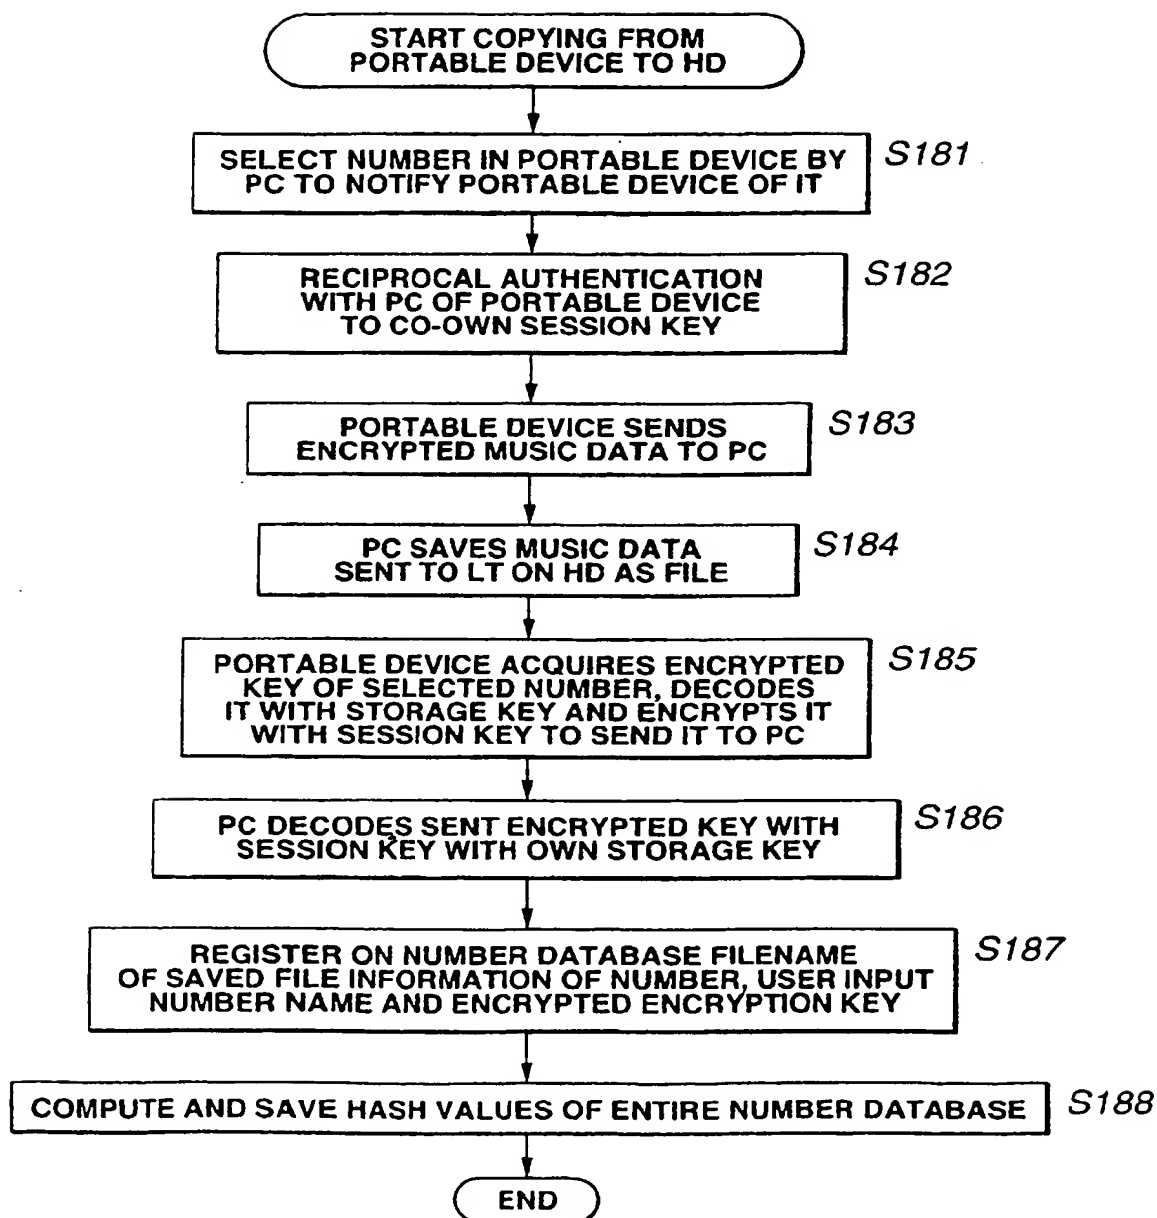 START COPYING FROM
PORTABLE DEVICE TO HD
SELECT NUMBER IN PORTABLE DEVICE BY
PC TO NOTIFY PORTABLE DEVICE OF IT
S181
RECIPROCAL AUTHENTICATION
WITH PC OF PORTABLE DEVICE
TO CO-OWN SESSION KEY
S182
PORTABLE DEVICE SENDS
ENCRYPTED MUSIC DATA TO PC
S183
PC SAVES MUSIC DATA
SENT TO LT ON HD AS FILE
S184
PORTABLE DEVICE ACQUIRES ENCRYPTED
KEY OF SELECTED NUMBER, DECODES
IT WITH STORAGE KEY AND ENCRYPTS IT
WITH SESSION KEY TO SEND IT TO PC
S185
PC DECODES SENT ENCRYPTED KEY WITH
SESSION KEY WITH OWN STORAGE KEY
S186
REGISTER ON NUMBER DATABASE FILENAME
OF SAVED FILE INFORMATION OF NUMBER, USER INPUT
NUMBER NAME AND ENCRYPTED ENCRYPTION KEY
S187
COMPUTE AND SAVE HASH VALUES OF ENTIRE NUMBER DATABASE
S188
END